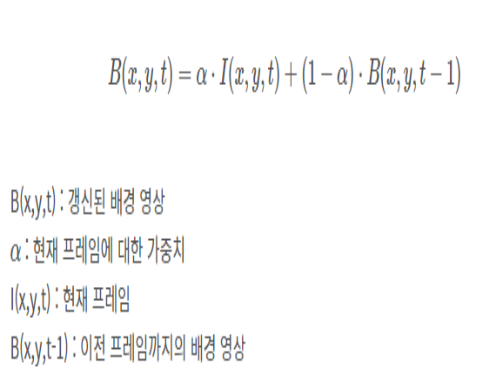 B(x,y,t) = α · I(x,y,t) + (1 − α) · B(x,y,t − 1)
B(x,y,t) : 갱신된 배경 영상
α : 현재 프레임에 대한 가중치
I(x,y,t) : 현재 프레임
B(x,y,t-1) : 이전 프레임까지의 배경 영상